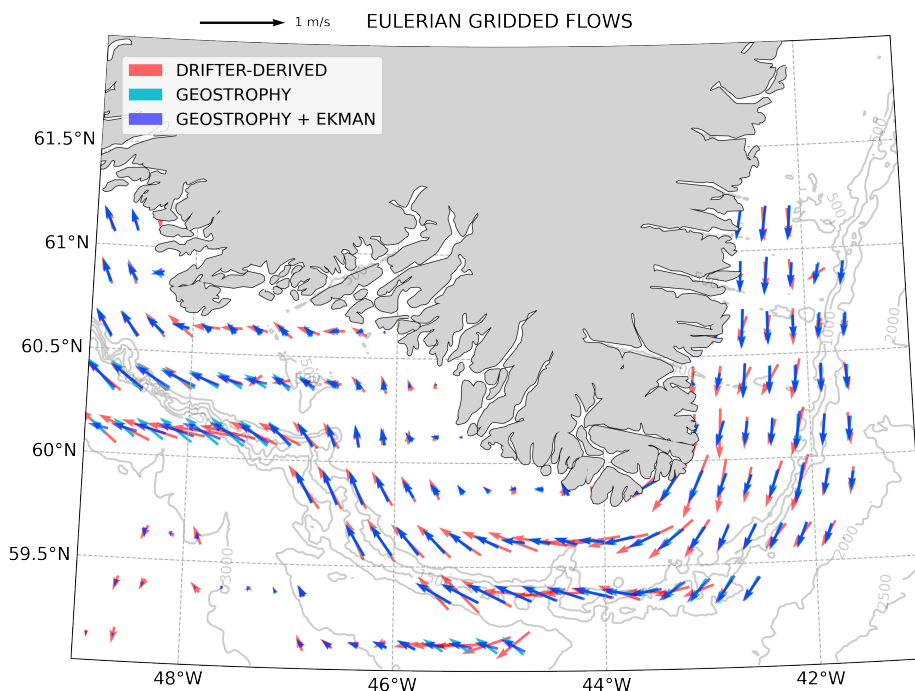 1 m/s EULERIAN GRIDDED FLOWS
DRIFTER-DERIVED
GEOSTROPHY
GEOSTROPHY + EKMAN
61.5°N
61°N
60.5°N
60°N
59.5°N
500
500
1000
2000
2000
2500
3000
48°W
46°W
44°W
42°W